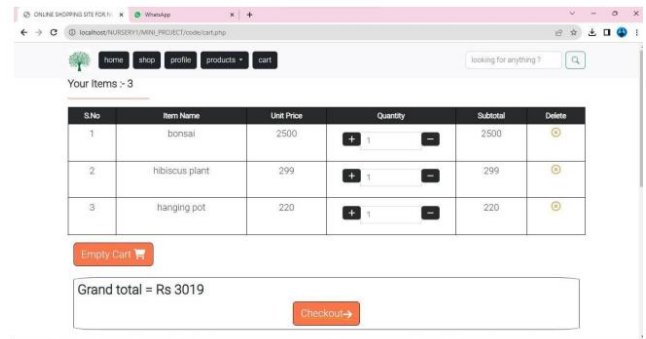 ONLINE SHOPPING SITE FOR
WhatsApp
localhost/NURSERY1/MINI_PROJECT/code/cart.php
home shop profile products cart looking for anything ?
Your Items :- 3
S.No Item Name Unit Price Quantity Subtotal Delete
1 bonsai 2500 + 1 − 2500
2 hibiscus plant 299 + 1 − 299
3 hanging pot 220 + 1 − 220
Empty Cart
Grand total = Rs 3019
Checkout→